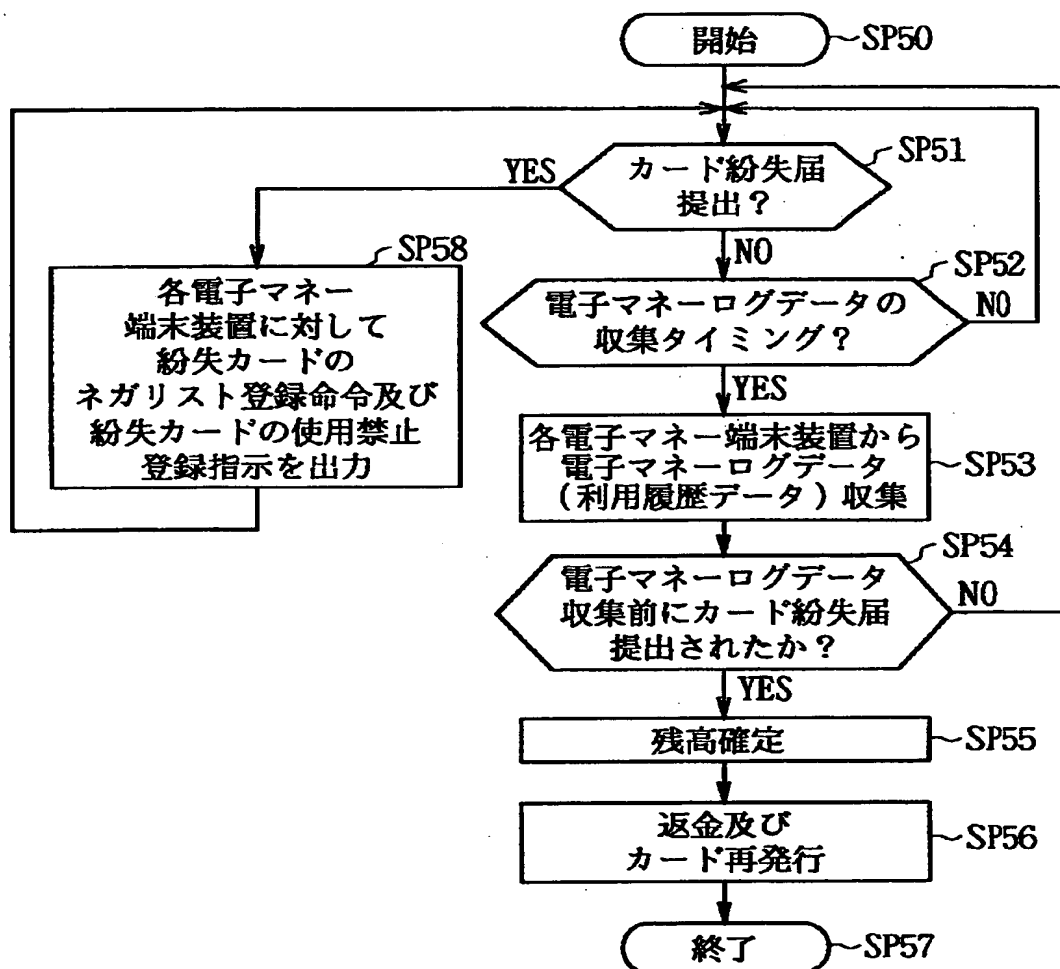 開始
SP50
SP51
カード紛失届
提出？
YES
NO
SP58
各電子マネー
端末装置に対して
紛失カードの
ネガリスト登録命令及び
紛失カードの使用禁止
登録指示を出力
SP52
電子マネーログデータの
収集タイミング？
NO
YES
各電子マネー端末装置から
電子マネーログデータ
（利用履歴データ）収集
SP53
SP54
電子マネーログデータ
収集前にカード紛失届
提出されたか？
NO
YES
残高確定
SP55
返金及び
カード再発行
SP56
終了
SP57